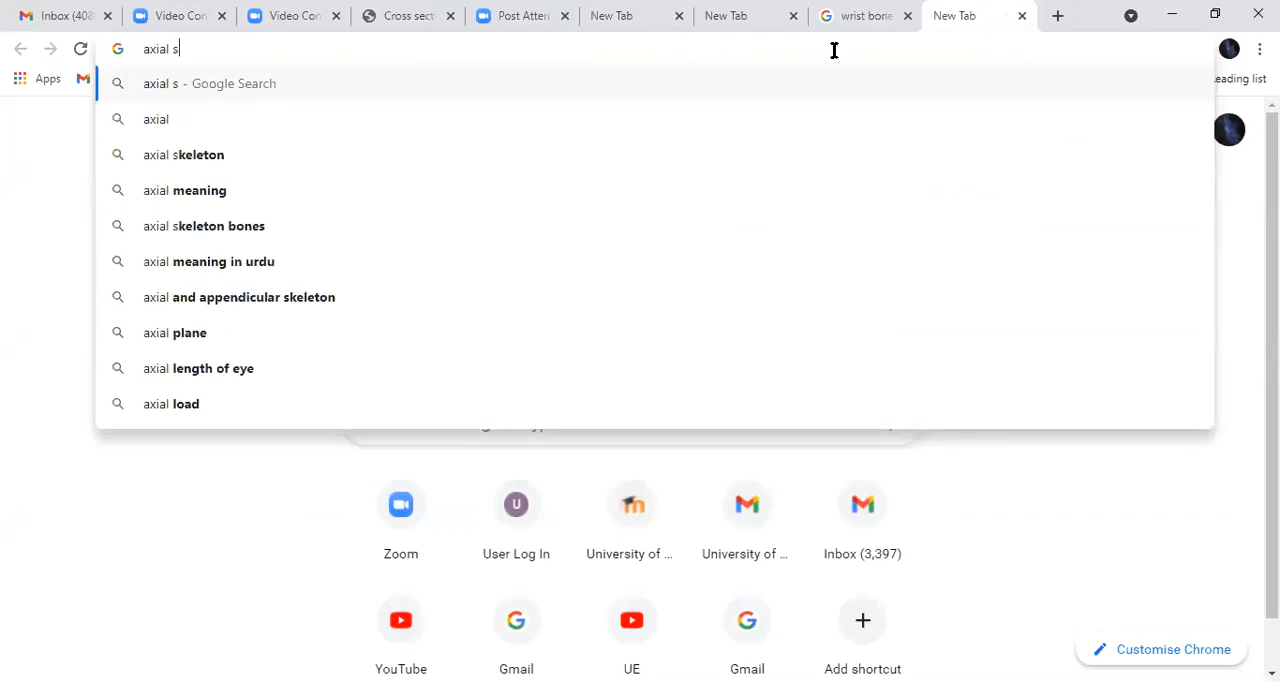 Inbox (408
Video Con
Video Con
Cross sect
Post Atten
New Tab
New Tab
wrist bone
New Tab
axial s
Apps
eading list
axial s - Google Search
axial
axial skeleton
axial meaning
axial skeleton bones
axial meaning in urdu
axial and appendicular skeleton
axial plane
axial length of eye
axial load
Zoom
User Log In
University of ...
University of ...
Inbox (3,397)
YouTube
Gmail
UE
Gmail
Add shortcut
Customise Chrome